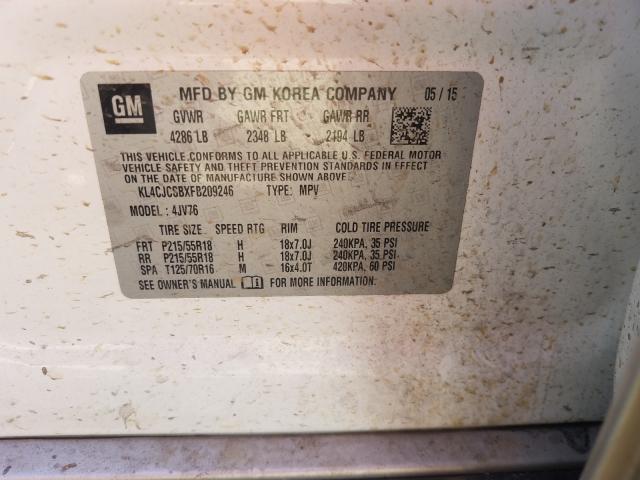 GM
MFD BY GM KOREA COMPANY 05 / 15
GVWR GAWR FRT GAWR RR
4286 LB 2348 LB 2194 LB
THIS VEHICLE CONFORMS TO ALL APPLICABLE U.S. FEDERAL MOTOR
VEHICLE SAFETY AND THEFT PREVENTION STANDARDS IN EFFECT
ON THE DATE OF MANUFACTURE SHOWN ABOVE.
KL4CJCSBXFB209246 TYPE: MPV
MODEL: 4JV76
TIRE SIZE SPEED RTG RIM COLD TIRE PRESSURE
FRT P215/55R18 H 18x7.0J 240KPA, 35 PSI
RR P215/55R18 H 18x7.0J 240KPA, 35 PSI
SPA T125/70R16 M 16x4.0T 420KPA, 60 PSI
SEE OWNER'S MANUAL FOR MORE INFORMATION.